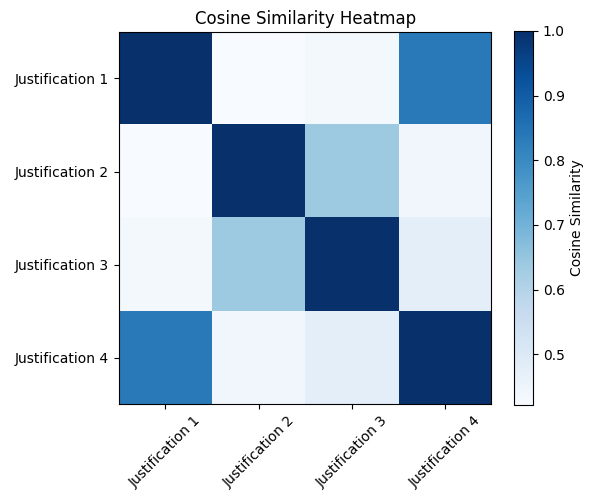 Cosine Similarity Heatmap
Justification 1
Justification 2
Justification 3
Justification 4
Justification 1
Justification 2
Justification 3
Justification 4
1.0
0.9
0.8
0.7
0.6
0.5
Cosine Similarity